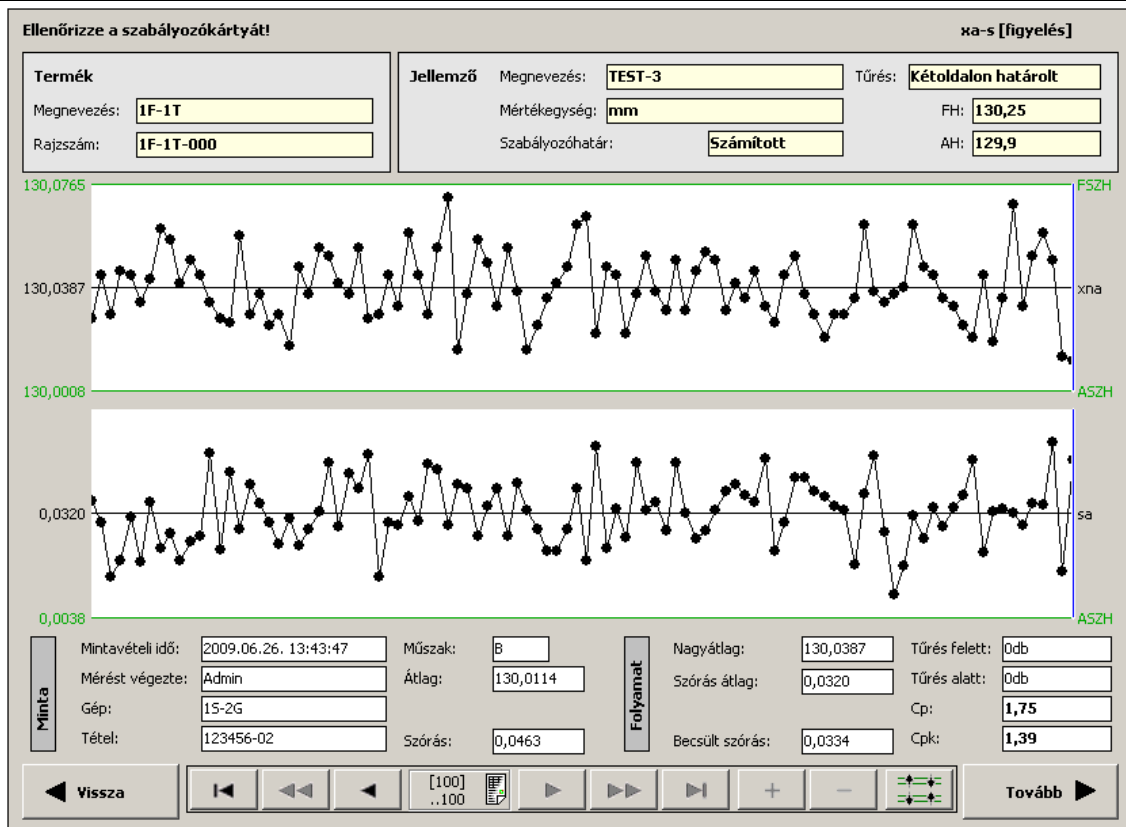 Ellenőrizze a szabályozókártyát! xa-s [figyelés]
Termék
Megnevezés: 1F-1T
Rajzszám: 1F-1T-000
Jellemző Megnevezés: TEST-3 Tűrés: Kétoldalon határolt
Mértékegység: mm FH: 130,25
Szabályozóhatár: Számított AH: 129,9
130,0765 FSZH
130,0387 xna
130,0008 ASZH
0,0320 sa
0,0038 ASZH
Minta
Mintavételi idő: 2009.06.26. 13:43:47 Műszak: B
Mérést végezte: Admin Átlag: 130,0114
Gép: 1S-2G
Tétel: 123456-02 Szórás: 0,0463
Folyamat
Nagyátlag: 130,0387 Tűrés felett: 0db
Szórás átlag: 0,0320 Tűrés alatt: 0db
Cp: 1,75
Becsült szórás: 0,0334 Cpk: 1,39
Vissza
[100]
..100
Tovább